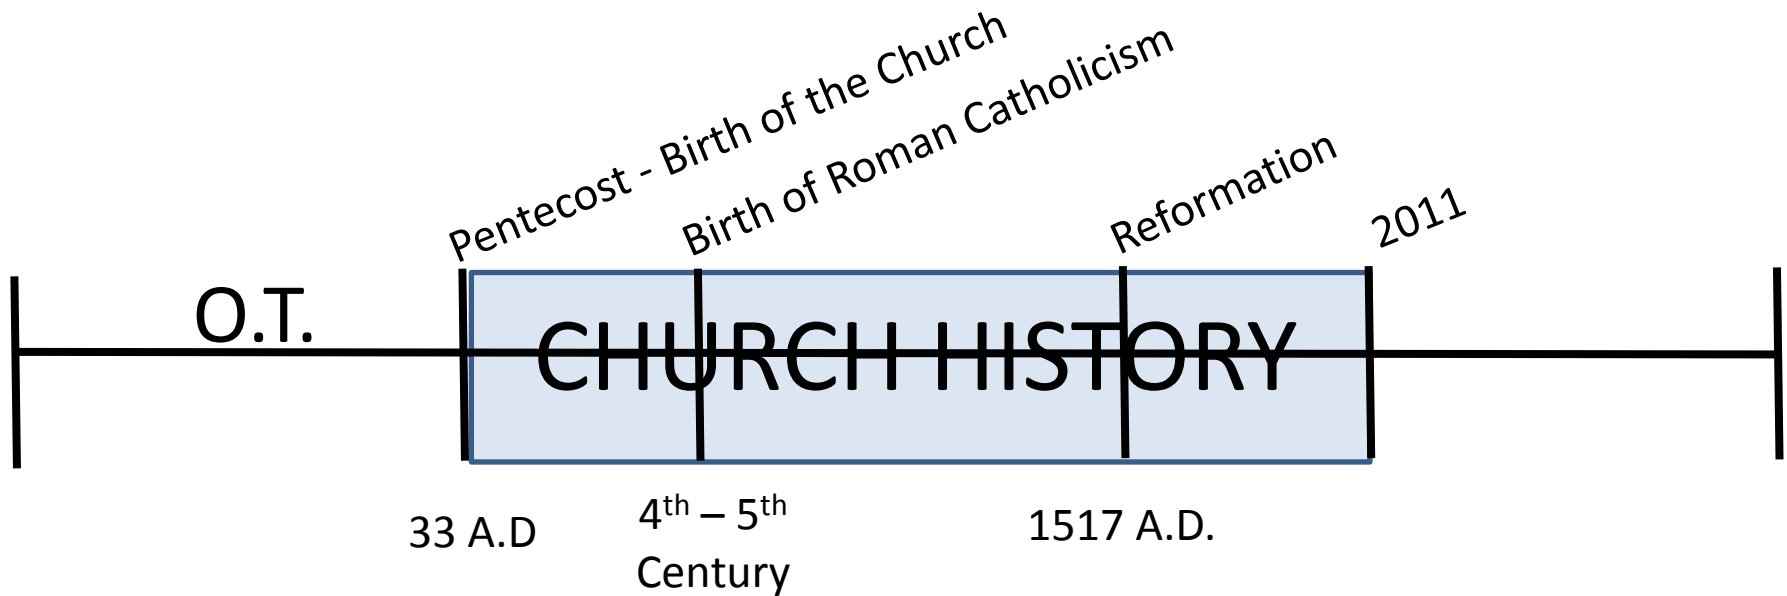 Pentecost - Birth of the Church
Birth of Roman Catholicism
Reformation
2011
O.T.
CHURCH HISTORY
33 A.D
4th – 5th
Century
1517 A.D.